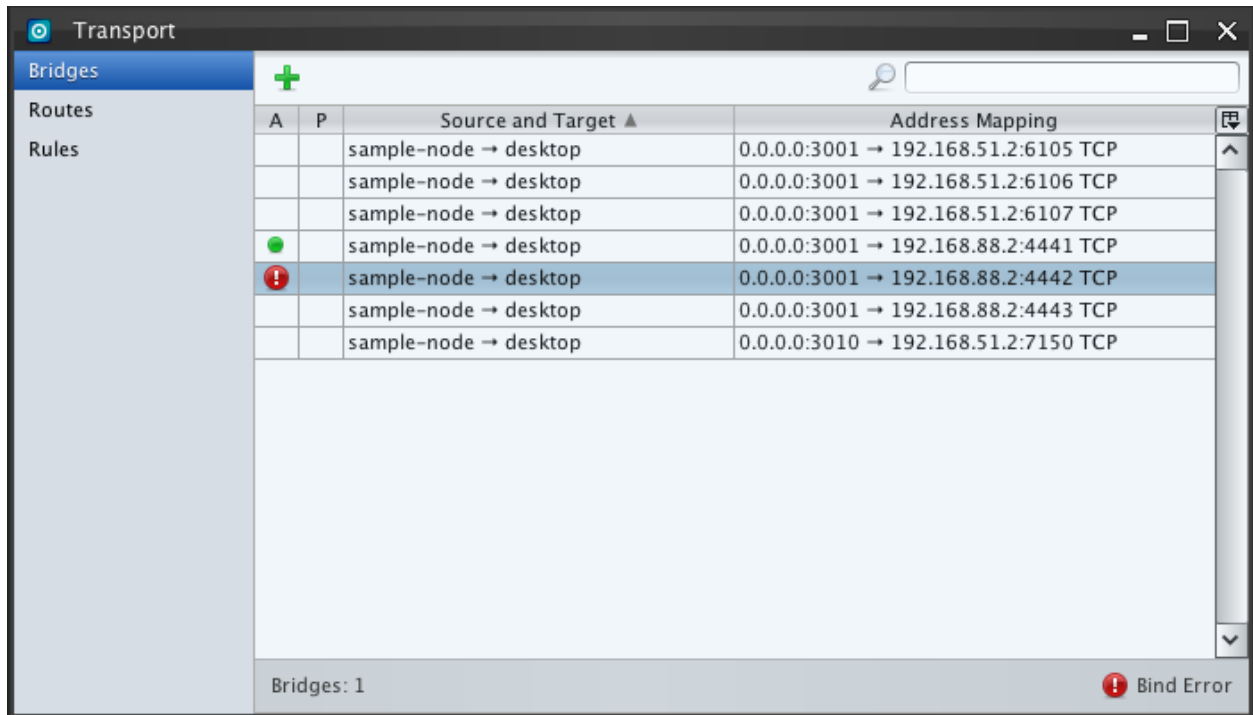 Transport
Bridges
Routes
Rules
A P Source and Target ▲ Address Mapping
sample-node → desktop 0.0.0.0:3001 → 192.168.51.2:6105 TCP
sample-node → desktop 0.0.0.0:3001 → 192.168.51.2:6106 TCP
sample-node → desktop 0.0.0.0:3001 → 192.168.51.2:6107 TCP
sample-node → desktop 0.0.0.0:3001 → 192.168.88.2:4441 TCP
sample-node → desktop 0.0.0.0:3001 → 192.168.88.2:4442 TCP
sample-node → desktop 0.0.0.0:3001 → 192.168.88.2:4443 TCP
sample-node → desktop 0.0.0.0:3010 → 192.168.51.2:7150 TCP
Bridges: 1 Bind Error